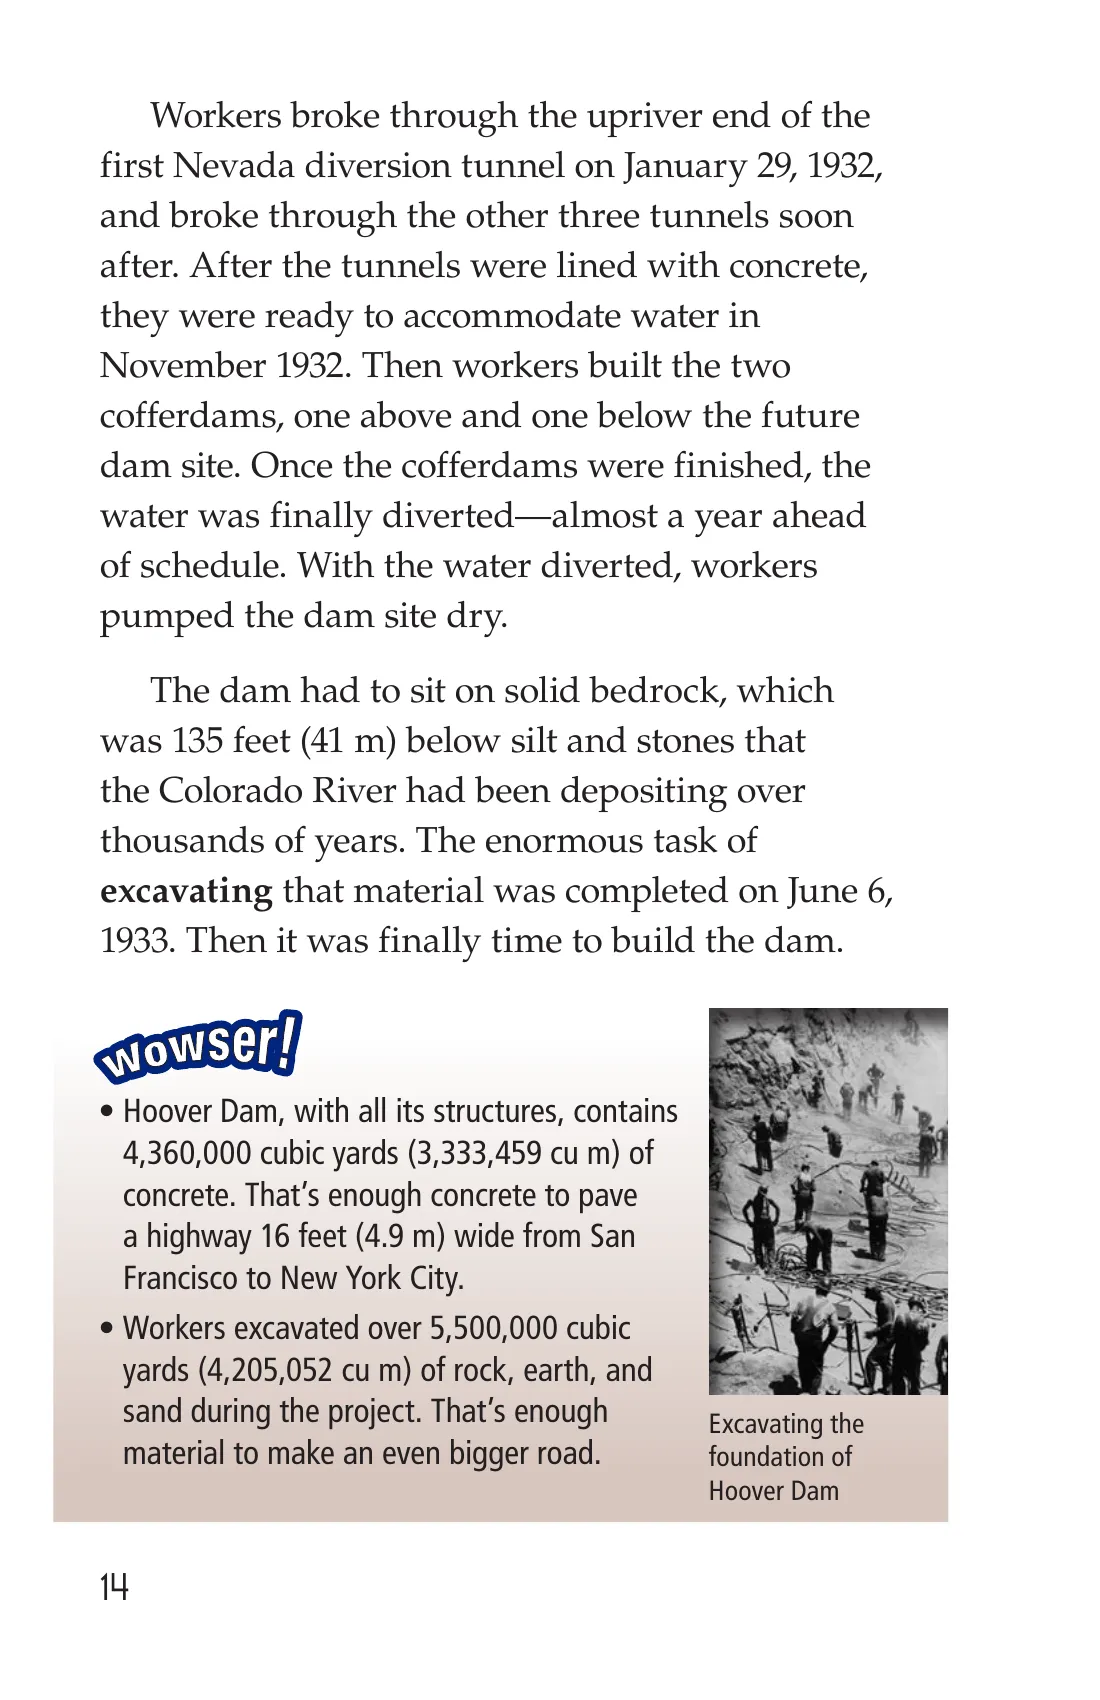 Workers broke through the upriver end of the
first Nevada diversion tunnel on January 29, 1932,
and broke through the other three tunnels soon
after. After the tunnels were lined with concrete,
they were ready to accommodate water in
November 1932. Then workers built the two
cofferdams, one above and one below the future
dam site. Once the cofferdams were finished, the
water was finally diverted—almost a year ahead
of schedule. With the water diverted, workers
pumped the dam site dry.
The dam had to sit on solid bedrock, which
was 135 feet (41 m) below silt and stones that
the Colorado River had been depositing over
thousands of years. The enormous task of
excavating that material was completed on June 6,
1933. Then it was finally time to build the dam.
Wowser!
• Hoover Dam, with all its structures, contains
4,360,000 cubic yards (3,333,459 cu m) of
concrete. That's enough concrete to pave
a highway 16 feet (4.9 m) wide from San
Francisco to New York City.
• Workers excavated over 5,500,000 cubic
yards (4,205,052 cu m) of rock, earth, and
sand during the project. That's enough
material to make an even bigger road.
Excavating the
foundation of
Hoover Dam
14